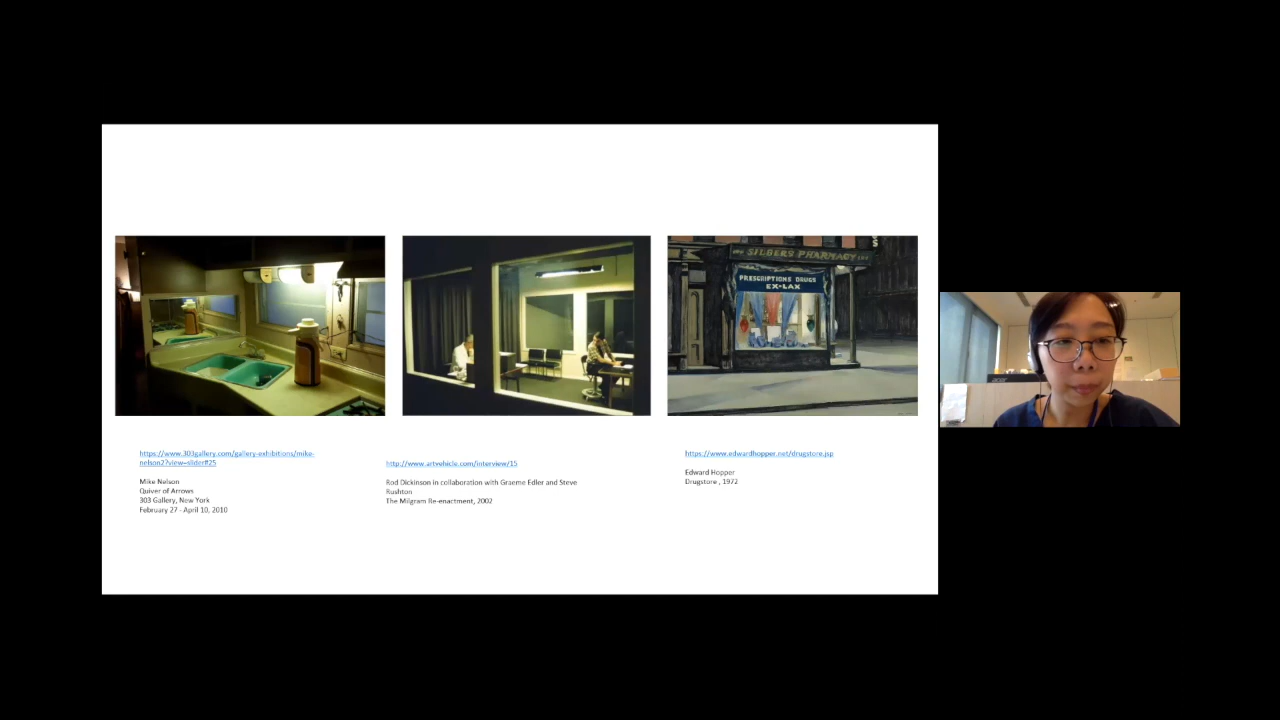 SILBERS PHARMACY
PRESCRIPTIONS DRUGS
EX-LAX
https://www.303gallery.com/gallery-exhibitions/mike-
nelson2?view=slider#25
Mike Nelson
Quiver of Arrows
303 Gallery, New York
February 27 - April 10, 2010
http://www.artvehicle.com/interview/15
Rod Dickinson in collaboration with Graeme Edler and Steve
Rushton
The Milgram Re-enactment, 2002
https://www.edwardhopper.net/drugstore.jsp
Edward Hopper
Drugstore , 1972
acer